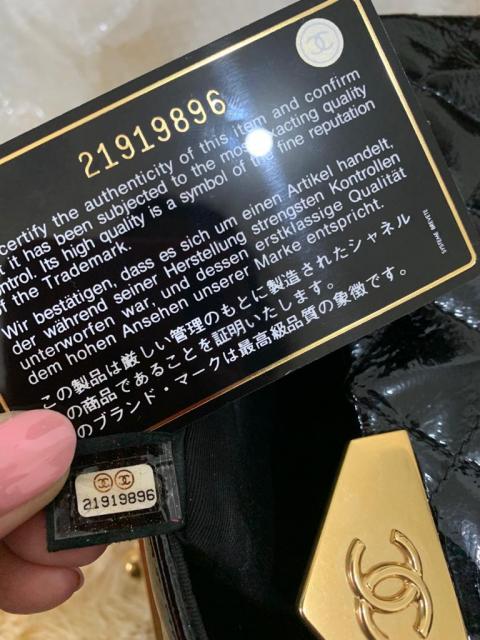 21919896
certify the authenticity of this item and confirm
it has been subjected to the most exacting quality
ntrol. Its high quality is a symbol of the fine reputation
of the Trademark.
Wir bestätigen, dass es sich um einen Artikel handelt,
der während seiner Herstellung strengsten Kontrollen
unterworfen war, und dessen erstklassige Qualität
dem hohen Ansehen unserer Marke entspricht.
この製品は厳しい管理のもとに製造されたシャネル
の商品であることを証明いたします。
のブランド・マークは最高級品質の象徴です。
21919896